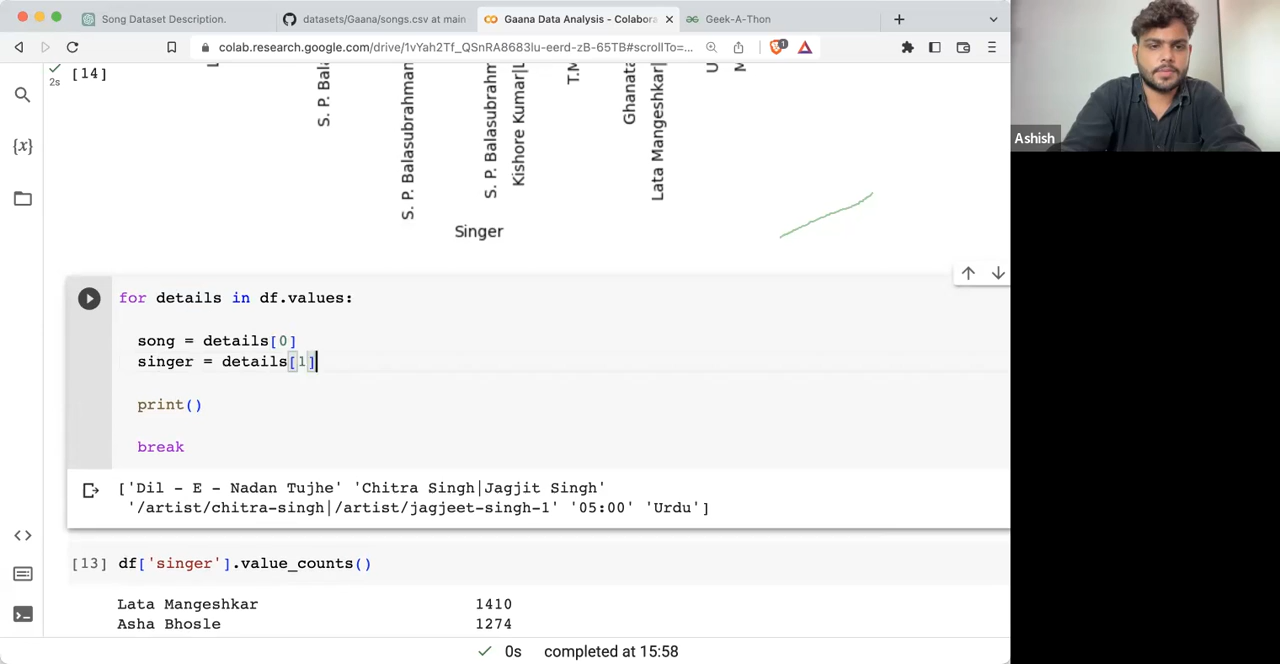 Song Dataset Description.
datasets/Gaana/songs.csv at main
Gaana Data Analysis - Colabora
Geek-A-Thon
colab.research.google.com/drive/1vYah2Tf_QSnRA8683lu-eerd-zB-65TB#scrollTo=...
1
Ashish
2s
[14]
S. P. Bala
S. P. Balasubrahman
S. P. Balasubrahm
Kishore Kumar|L
T.M
Ghanata
Lata Mangeshkar|
U
M
Singer
{x}
for details in df.values:
song = details[0]
singer = details[1]
print()
break
['Dil - E - Nadan Tujhe' 'Chitra Singh|Jagjit Singh'
'/artist/chitra-singh|/artist/jagjeet-singh-1' '05:00' 'Urdu']
[13] df['singer'].value_counts()
Lata Mangeshkar 1410
Asha Bhosle 1274
0s completed at 15:58